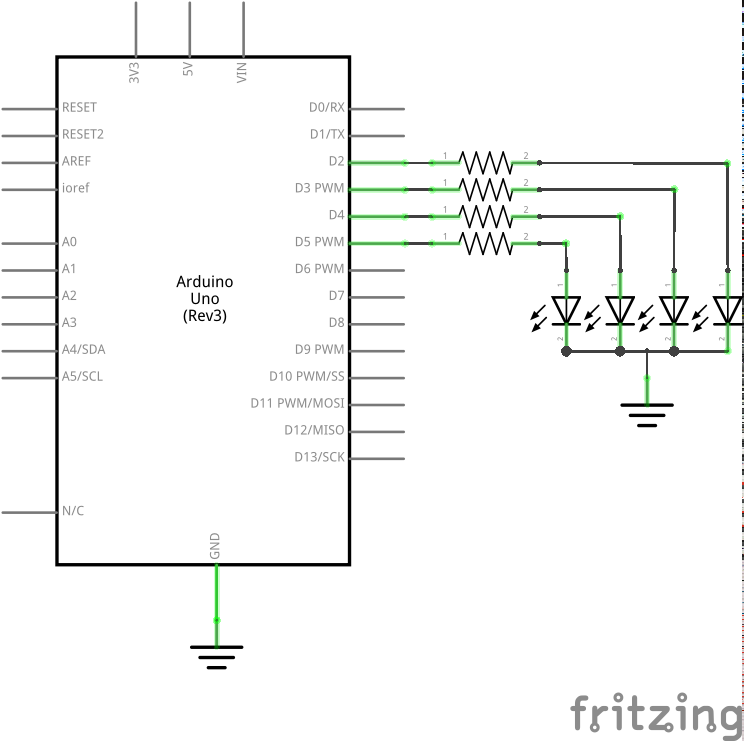 3V3
5V
VIN
RESET
RESET2
AREF
ioref
A0
A1
A2
A3
A4/SDA
A5/SCL
N/C
Arduino
Uno
(Rev3)
D0/RX
D1/TX
D2
D3 PWM
D4
D5 PWM
D6 PWM
D7
D8
D9 PWM
D10 PWM/SS
D11 PWM/MOSI
D12/MISO
D13/SCK
GND
1 2
1 2
1 2
1 2
1 1 1 1
2 2 2 2
fritzing